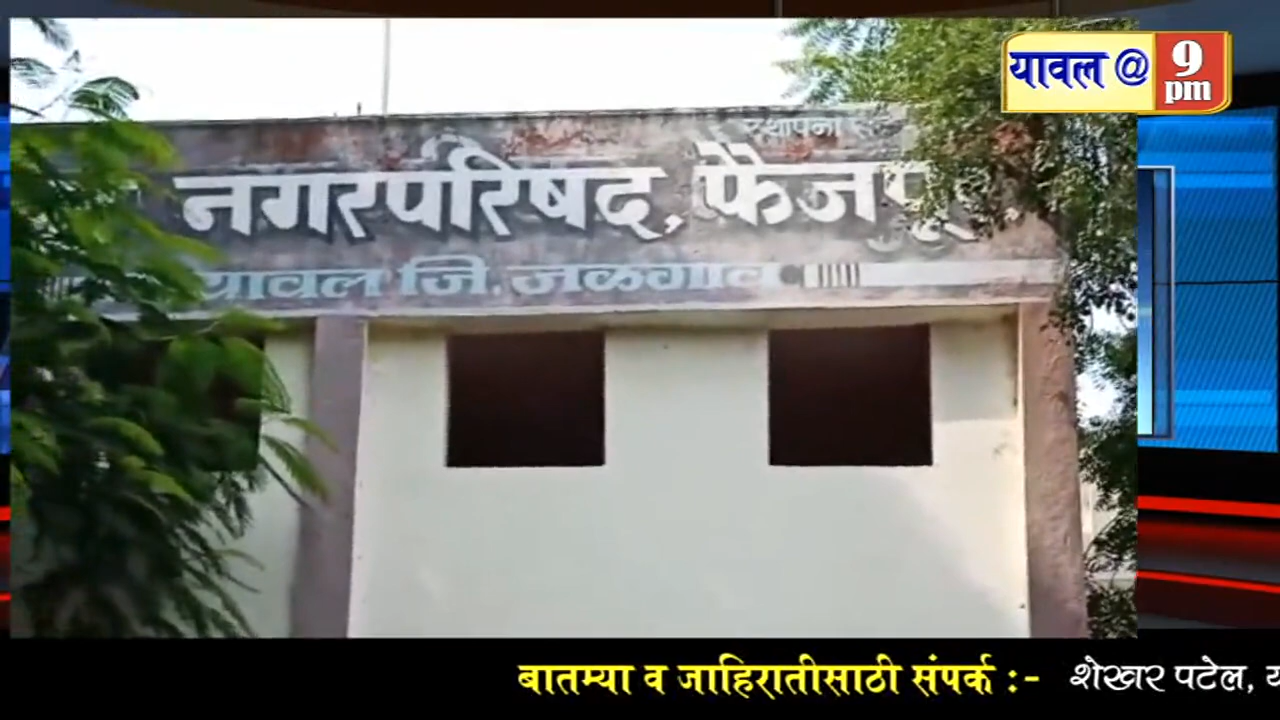 यावल @ 9 pm
स्थापना
नगरपरिषद, फैजपूर
यावल जि. जळगाव
बातम्या व जाहिरातीसाठी संपर्क :- शेखर पटेल,